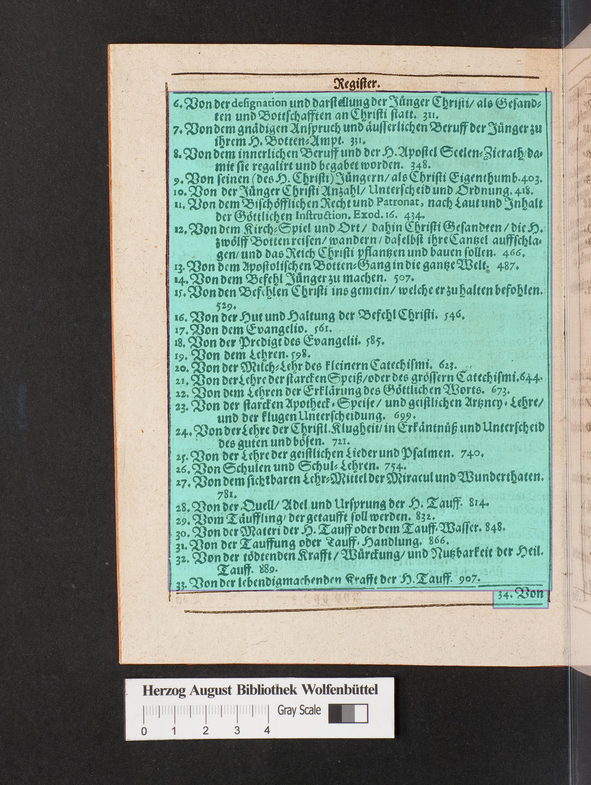 Register.
6. Von der designation und darstellung der Jünger Christi/ als Gesand-
ten und Bottschafften an Christi statt. 311.
7. Von dem gnädigen Anspruch und äusserlichen Beruff der Jünger zu
ihrem H. Botten-Ampt. 331.
8. Von dem innerlichen Beruff und der H. Apostel Seelen-Zierath/ da-
mit sie regalirt und begabet worden. 348.
9. Von seinen (des H. Christi) Jüngern/ als Christi Eigenthumb. 403.
10. Von der Jünger Christi Anzahl/ Unterscheid und Ordnung. 418.
11. Von dem Bischöfflichen Recht und Patronat, nach Laut und Inhalt
der Göttlichen Instruction, Exod. 16. 434.
12. Von dem Kirch-Spiel und Ort/ dahin Christi Gesandten/ die H.
zwölff Botten reisen/ wandern/ daselbst ihre Cantzel auffschla-
gen/ und das Reich Christi pflantzen und bauen sollen. 466.
13. Von dem Apostolischen Botten-Gang in die gantze Welt. 487.
14. Von dem Befehl Jünger zu machen. 507.
15. Von den Befehlen Christi ins gemein/ welche er zu halten befohlen.
529.
16. Von der Hut und Haltung der Befehl Christi. 546.
17. Von dem Evangelio. 561.
18. Von der Predigt des Evangelii. 585.
19. Von dem Lehren. 598.
20. Von der Milch-Lehr des kleinern Catechismi. 623.
21. Von der Lehre der starcken Speiß/ oder des grössern Catechismi. 644.
22. Von dem Lehren der Erklärung des Göttlichen Worts. 673.
23. Von der starcken Apotheck-Speise/ und geistlichen Artzney-Lehre/
und der klugen Unterscheidung. 699.
24. Von der Lehre der Christl. Klugheit/ in Erkäntnüß und Unterscheid
des guten und bösen. 721.
25. Von der Lehre der geistlichen Lieder und Psalmen. 740.
26. Von Schulen und Schul-Lehren. 754.
27. Von dem sichtbaren Lehr-Mittel der Miracul und Wunderthaten.
781.
28. Von der Quell/ Adel und Ursprung der H. Tauff. 814.
29. Vom Täuffling/ der getaufft soll werden. 832.
30. Von der Materi der H. Tauff oder dem Tauff-Wasser. 848.
31. Von der Tauffung oder Tauff-Handlung. 866.
32. Von der tödtenden Krafft/ Würckung/ und Nutzbarkeit der Heil.
Tauff. 889.
33. Von der lebendigmachenden Krafft der H. Tauff. 907.
34. Von
Herzog August Bibliothek Wolfenbüttel
Gray Scale
0 1 2 3 4